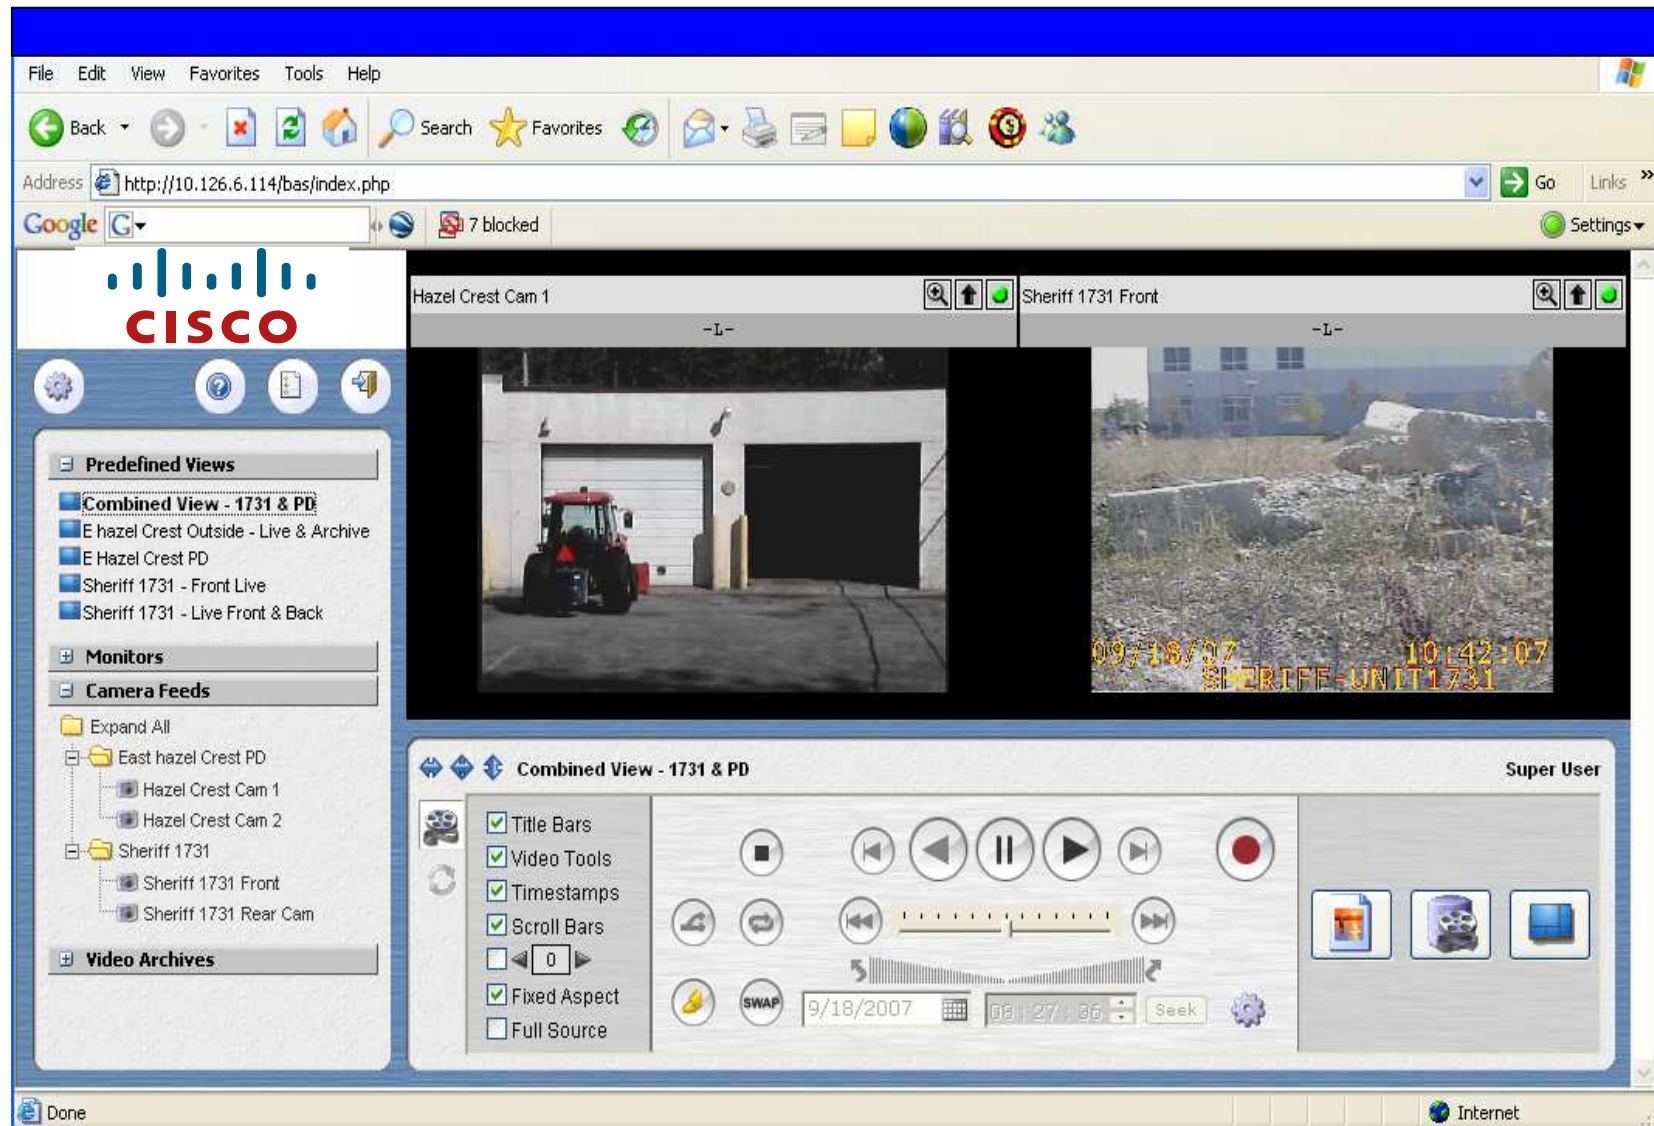 File Edit View Favorites Tools Help
Back Search Favorites
Address http://10.126.6.114/bas/index.php Go Links »
Google G 7 blocked Settings
CISCO
Hazel Crest Cam 1
-L-
Sheriff 1731 Front
-L-
09/18/07 10:42:07
SHERIFF-UNIT1731
Predefined Views
Combined View - 1731 & PD
E hazel Crest Outside - Live & Archive
E Hazel Crest PD
Sheriff 1731 - Front Live
Sheriff 1731 - Live Front & Back
Monitors
Camera Feeds
Expand All
East hazel Crest PD
Hazel Crest Cam 1
Hazel Crest Cam 2
Sheriff 1731
Sheriff 1731 Front
Sheriff 1731 Rear Cam
Video Archives
Combined View - 1731 & PD Super User
Title Bars
Video Tools
Timestamps
Scroll Bars
0
Fixed Aspect
Full Source
SWAP 9/18/2007 08:27:36 Seek
Done Internet